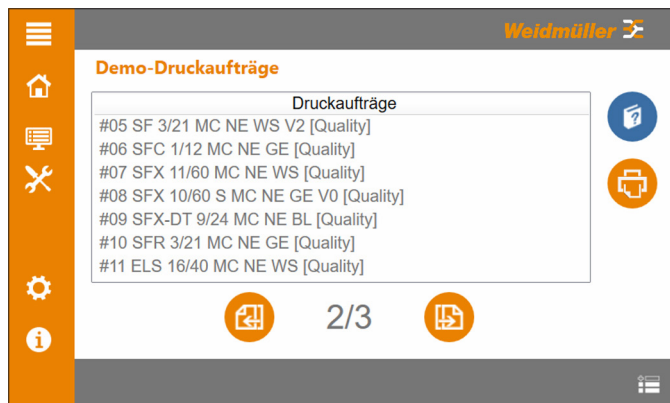 Weidmüller
Demo-Druckaufträge
Druckaufträge
#05 SF 3/21 MC NE WS V2 [Quality]
#06 SFC 1/12 MC NE GE [Quality]
#07 SFX 11/60 MC NE WS [Quality]
#08 SFX 10/60 S MC NE GE V0 [Quality]
#09 SFX-DT 9/24 MC NE BL [Quality]
#10 SFR 3/21 MC NE GE [Quality]
#11 ELS 16/40 MC NE WS [Quality]
2/3